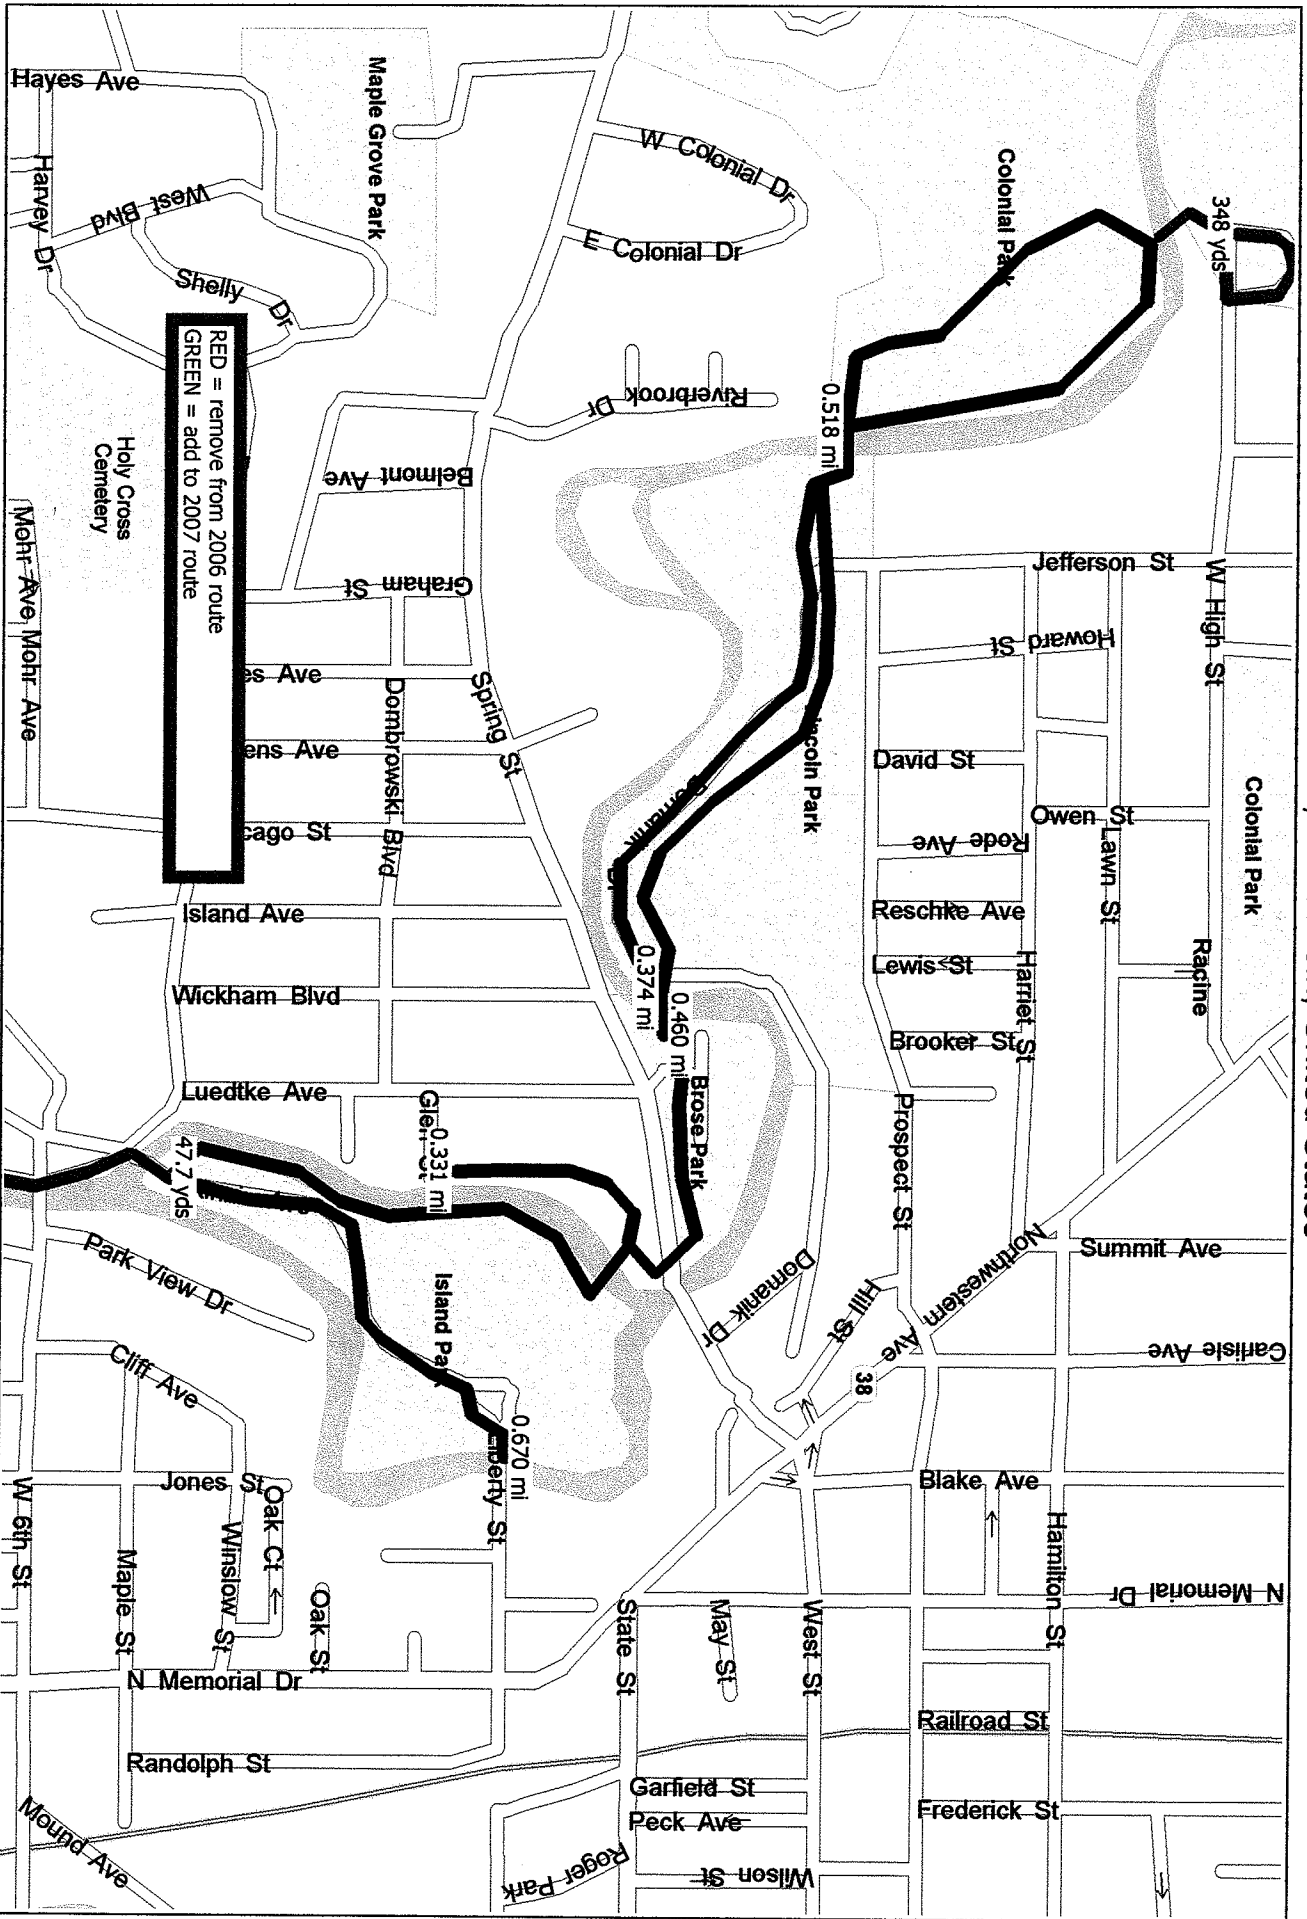 Hayes Ave
Harvey Dr
West Blvd
Shelly Dr
Maple Grove Park
W Colonial Dr
E Colonial Dr
Colonial Park
348 yds
RED = remove from 2006 route
GREEN = add to 2007 route
Holy Cross
Cemetery
Mohr Ave
Mohr Ave
Belmont Ave
Graham St
Riverbrook Dr
0.518 mi
Jefferson St
W High St
Howard St
es Ave
ens Ave
cago St
Dombrowski Blvd
Spring St
Domanik Dr
ncoln Park
David St
Rode Ave
Owen St
Lawn St
Colonial Park
Racine
Reschke Ave
Lewis St
Harriet St
Brooker St
Island Ave
Wickham Blvd
Luedtke Ave
0.374 mi
0.460 mi
Brose Park
Prospect St
0.331 mi
47.7 yds
Park View Dr
Island Park
Domanik Dr
Hill St
Northwestern Ave
38
Summit Ave
Carlisle Ave
Cliff Ave
0.670 mi
Liberty St
Jones St
Oak Ct
Oak St
W 6th St
Maple St
Winslow St
Blake Ave
Hamilton St
N Memorial Dr
State St
May St
West St
N Memorial Dr
Railroad St
Randolph St
Garfield St
Peck Ave
Frederick St
Mound Ave
Roger Park
Wilson St